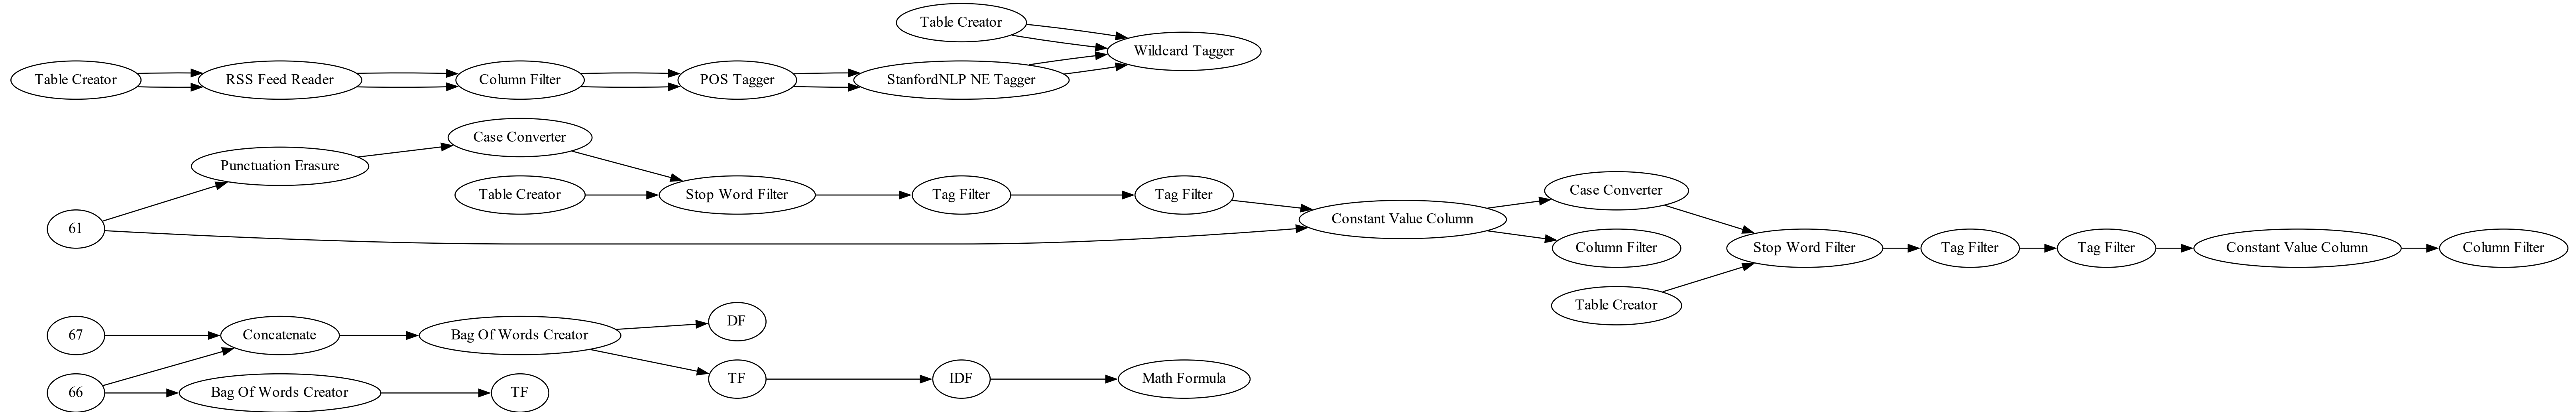 Table Creator
Table Creator
RSS Feed Reader
Column Filter
POS Tagger
StanfordNLP NE Tagger
Wildcard Tagger
61
Punctuation Erasure
Case Converter
Table Creator
Stop Word Filter
Tag Filter
Tag Filter
Constant Value Column
Case Converter
Column Filter
Table Creator
Stop Word Filter
Tag Filter
Tag Filter
Constant Value Column
Column Filter
67
Concatenate
Bag Of Words Creator
DF
66
Bag Of Words Creator
TF
TF
IDF
Math Formula